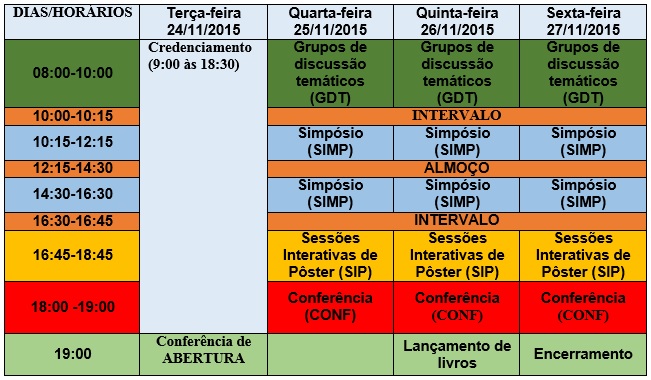 DIAS/HORÁRIOS
Terça-feira
24/11/2015
Quarta-feira
25/11/2015
Quinta-feira
26/11/2015
Sexta-feira
27/11/2015
08:00-10:00
Credenciamento
(9:00 às 18:30)
Grupos de
discussão
temáticos
(GDT)
Grupos de
discussão
temáticos
(GDT)
Grupos de
discussão
temáticos
(GDT)
10:00-10:15
INTERVALO
10:15-12:15
Simpósio
(SIMP)
Simpósio
(SIMP)
Simpósio
(SIMP)
12:15-14:30
ALMOÇO
14:30-16:30
Simpósio
(SIMP)
Simpósio
(SIMP)
Simpósio
(SIMP)
16:30-16:45
INTERVALO
16:45-18:45
Sessões
Interativas de
Pôster (SIP)
Sessões
Interativas de
Pôster (SIP)
Sessões
Interativas de
Pôster (SIP)
18:00 -19:00
Conferência
(CONF)
Conferência
(CONF)
Conferência
(CONF)
19:00
Conferência de
ABERTURA
Lançamento de
livros
Encerramento